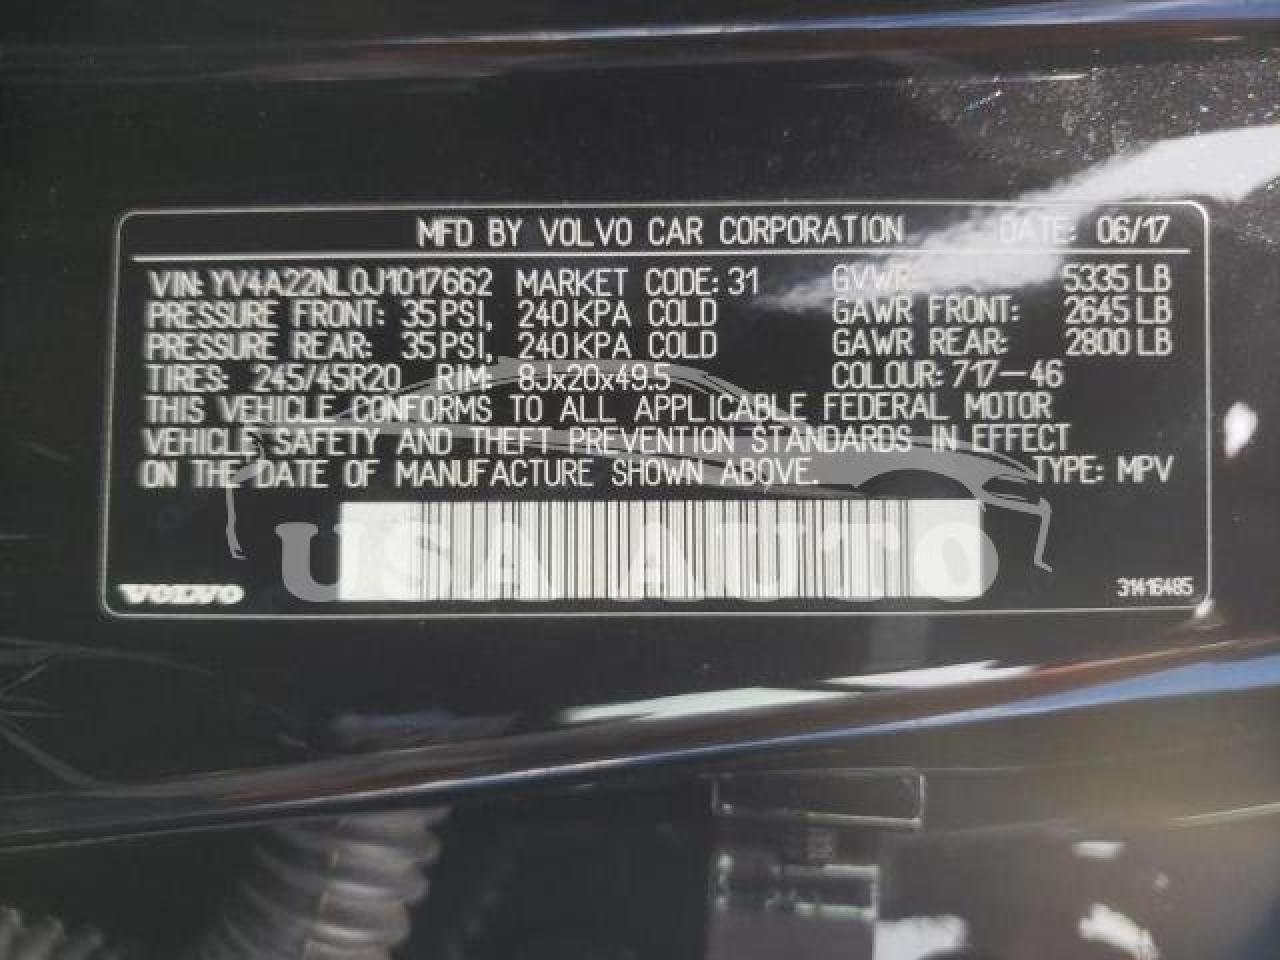 MFD BY VOLVO CAR CORPORATION DATE: 06/17
VIN: YV4A22NL0J1017662 MARKET CODE: 31 GVWR: 5335 LB
PRESSURE FRONT: 35 PSI, 240 KPA COLD GAWR FRONT: 2645 LB
PRESSURE REAR: 35 PSI, 240 KPA COLD GAWR REAR: 2800 LB
TIRES: 245/45R20 RIM: 8Jx20x49.5 COLOUR: 717-46
THIS VEHICLE CONFORMS TO ALL APPLICABLE FEDERAL MOTOR
VEHICLE SAFETY AND THEFT PREVENTION STANDARDS IN EFFECT
ON THE DATE OF MANUFACTURE SHOWN ABOVE. TYPE: MPV
USA AUTO
VOLVO 31416485